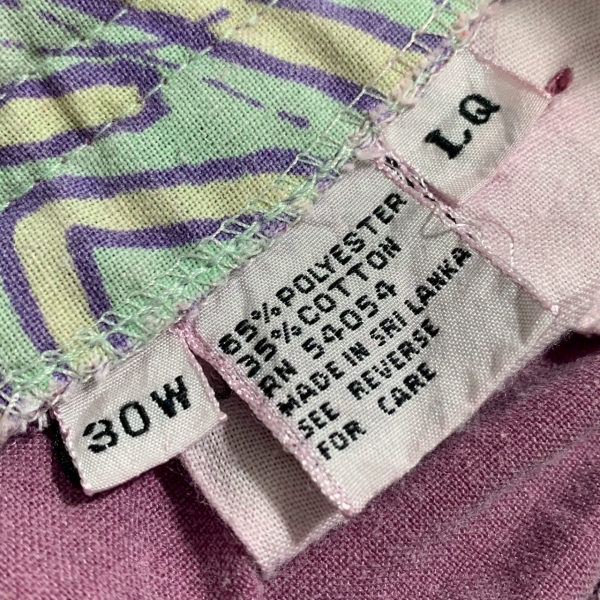 LQ
65% POLYESTER
35% COTTON
RN 54054
MADE IN SRI LANKA
SEE REVERSE
FOR CARE
30W